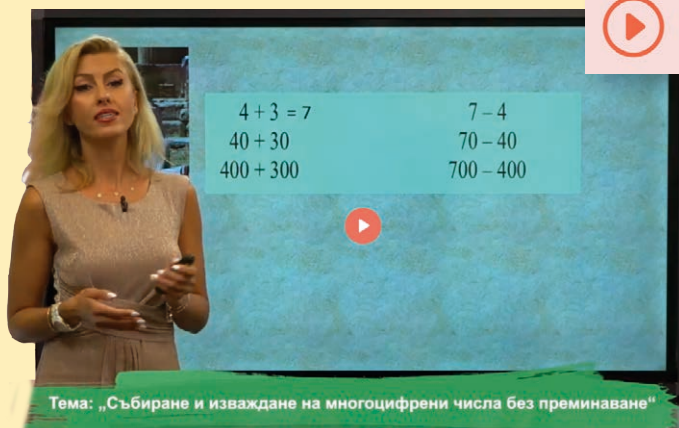 4 + 3 = 7
40 + 30
400 + 300
7 – 4
70 – 40
700 – 400
Тема: „Събиране и изваждане на многоцифрени числа без преминаване“